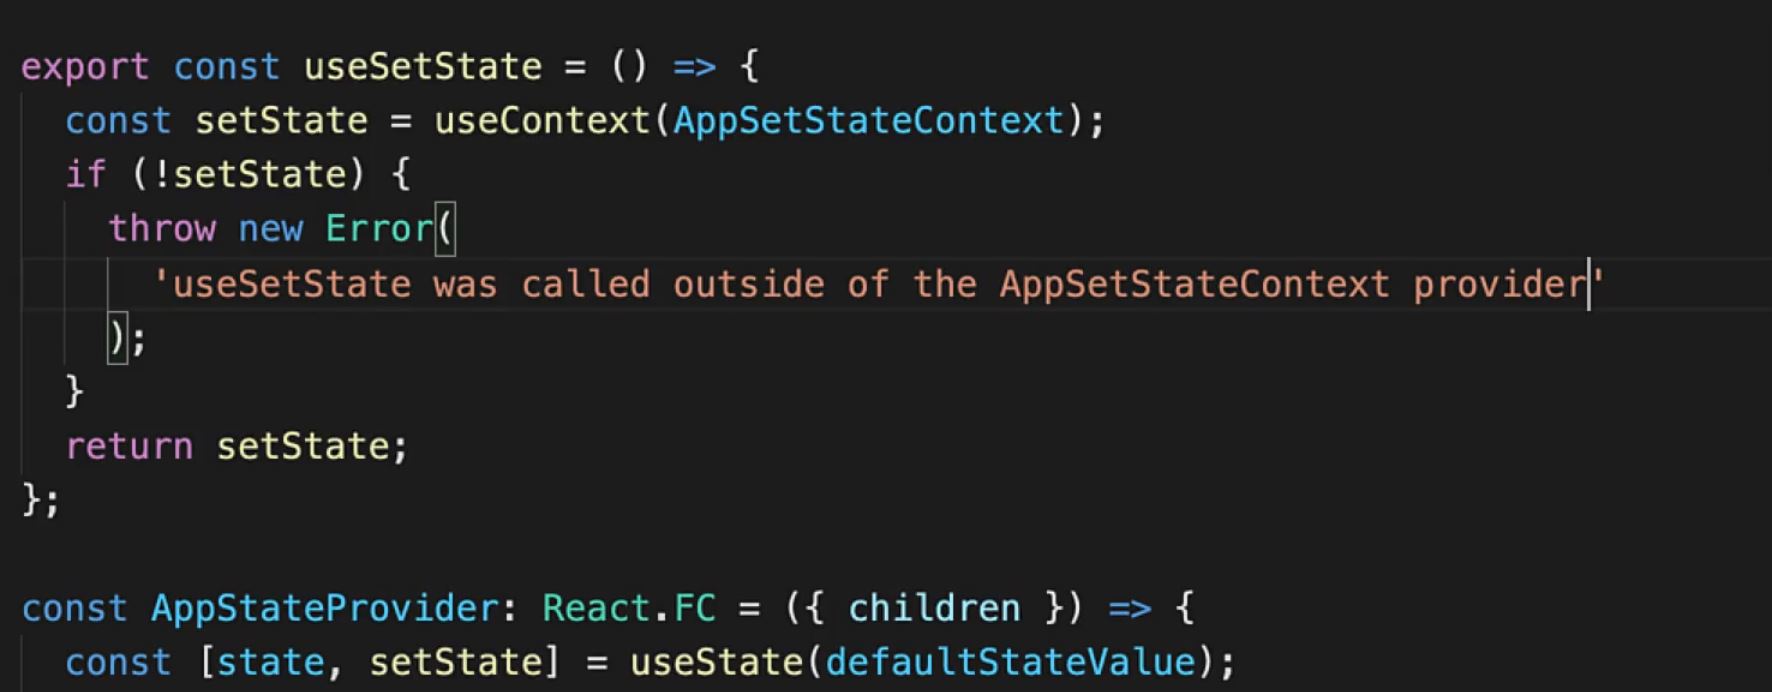 export const useSetState = () => {
  const setState = useContext(AppSetStateContext);
  if (!setState) {
    throw new Error(
      'useSetState was called outside of the AppSetStateContext provider'
    );
  }
  return setState;
};
const AppStateProvider: React.FC = ({ children }) => {
  const [state, setState] = useState(defaultStateValue);